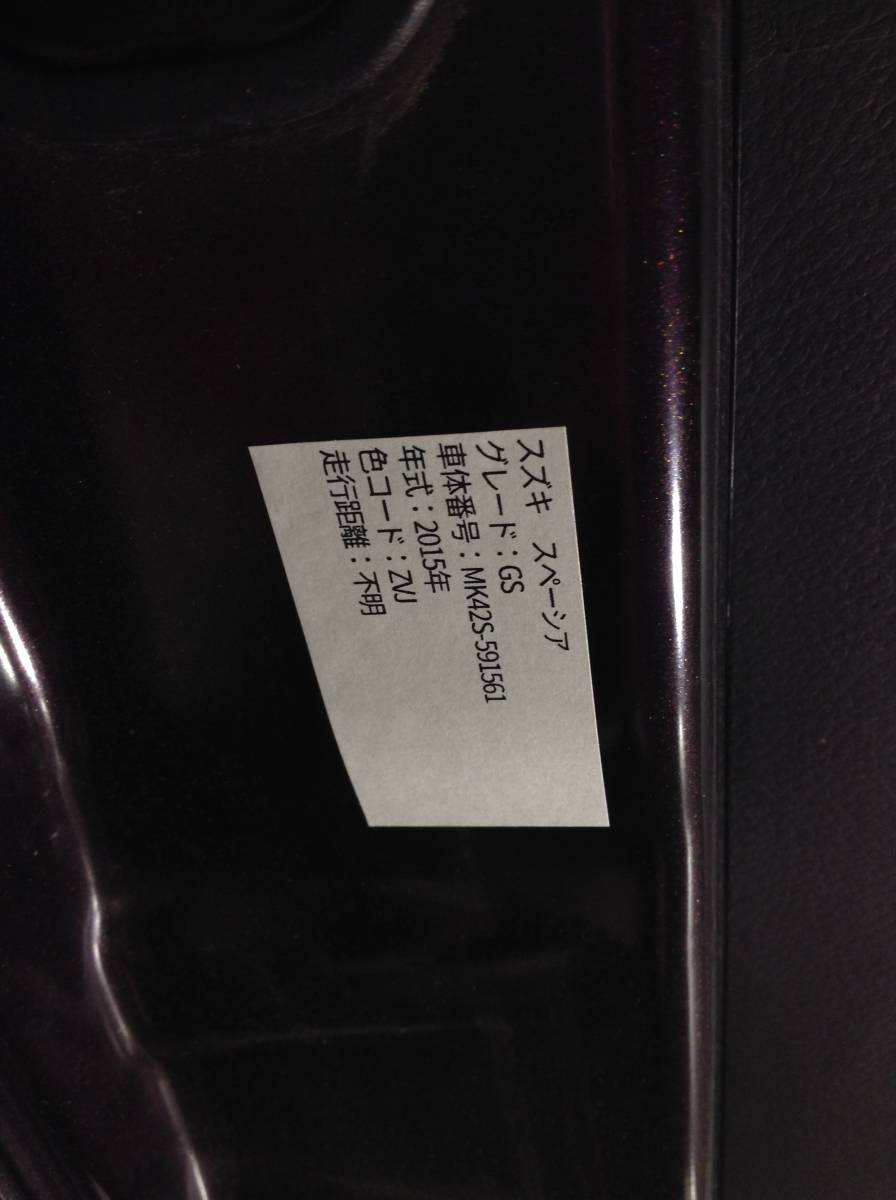 スズキ　スペーシア
グレード：GS
車体番号：MK42S-591561
年式：2015年
色コード：ZVJ
走行距離：不明